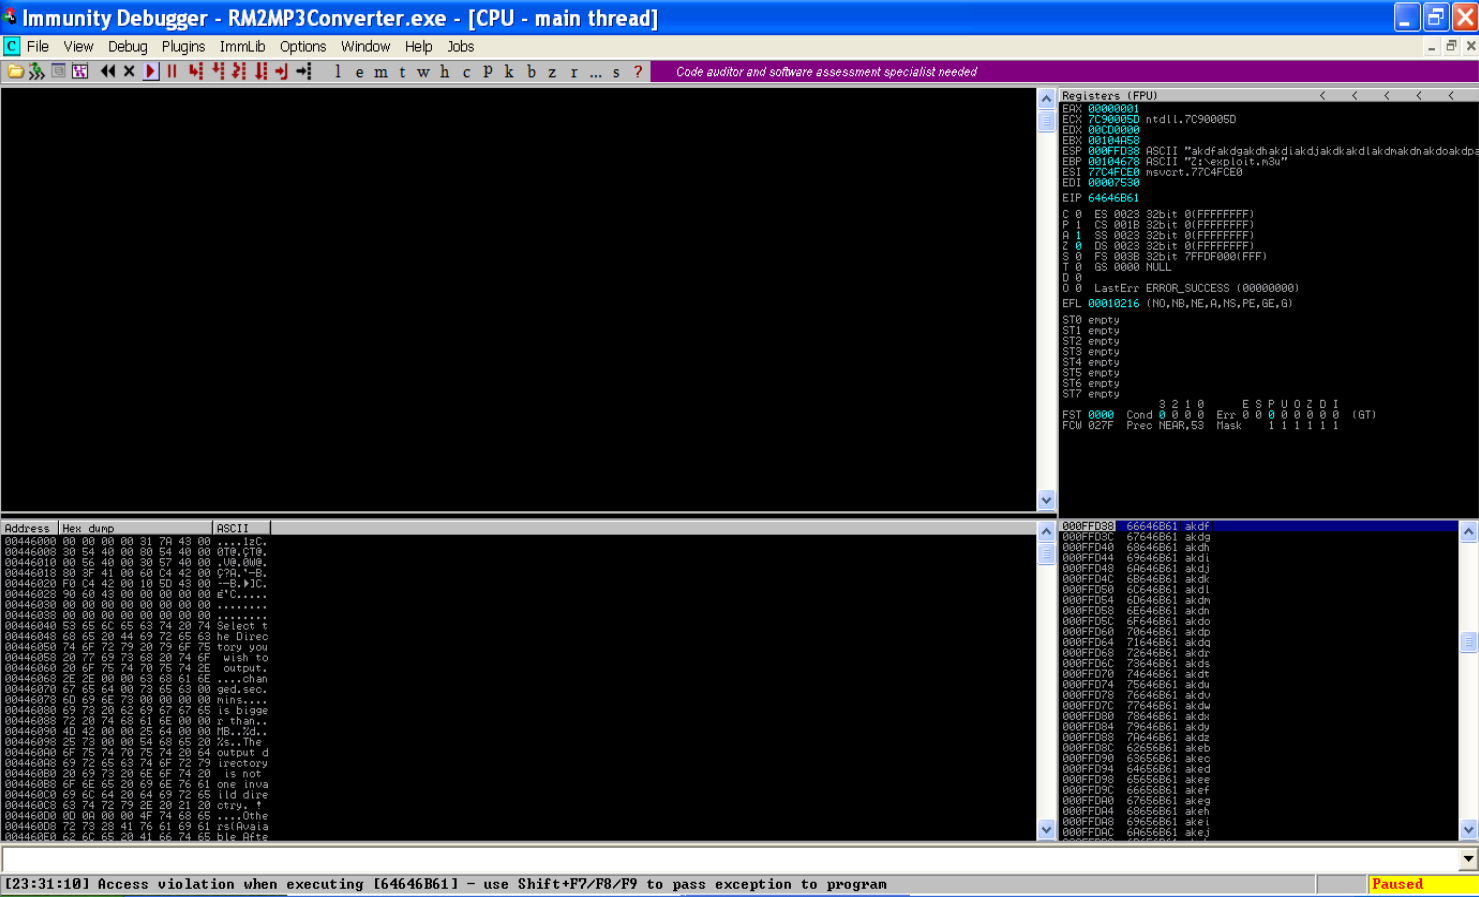 Immunity Debugger - RM2MP3Converter.exe - [CPU - main thread]
C File View Debug Plugins ImmLib Options Window Help Jobs
l e m t w h c P k b z r ... s ? Code auditor and software assessment specialist needed
Registers (FPU) < < < < <
EAX 00000001
ECX 7C90005D ntdll.7C90005D
EDX 00CD0000
EBX 00104A58
ESP 000FFD38 ASCII "akdfakdgakdhakdiakdjakdkakdlakdmakdnakdoakdpa
EBP 00104678 ASCII "Z:\exploit.m3u"
ESI 77C4FCE0 msvcrt.77C4FCE0
EDI 00007530
EIP 64646B61
C 0 ES 0023 32bit 0(FFFFFFFF)
P 1 CS 001B 32bit 0(FFFFFFFF)
A 1 SS 0023 32bit 0(FFFFFFFF)
Z 0 DS 0023 32bit 0(FFFFFFFF)
S 0 FS 003B 32bit 7FFDF000(FFF)
T 0 GS 0000 NULL
D 0
O 0 LastErr ERROR_SUCCESS (00000000)
EFL 00010216 (NO,NB,NE,A,NS,PE,GE,G)
ST0 empty
ST1 empty
ST2 empty
ST3 empty
ST4 empty
ST5 empty
ST6 empty
ST7 empty
3 2 1 0 E S P U O Z D I
FST 0000 Cond 0 0 0 0 Err 0 0 0 0 0 0 0 0 (GT)
FCW 027F Prec NEAR,53 Mask 1 1 1 1 1 1
Address Hex dump ASCII
00446000 00 00 00 00 31 7A 43 00 ....1zC.
00446008 30 54 40 00 80 54 40 00 0T@.ÇT@.
00446010 00 56 40 00 30 57 40 00 .V@.0W@.
00446018 80 3F 41 00 60 C4 42 00 Ç?A.`─B.
00446020 F0 C4 42 00 10 5D 43 00
00446028 90 60 43 00 00 00 00 00 É`C.....
00446030 00 00 00 00 00 00 00 00 ........
00446038 00 00 00 00 00 00 00 00 ........
00446040 53 65 6C 65 63 74 20 74 Select t
00446048 68 65 20 44 69 72 65 63 he Direc
00446050 74 6F 72 79 20 79 6F 75 tory you
00446058 20 77 69 73 68 20 74 6F wish to
00446060 20 6F 75 74 70 75 74 2E output.
00446068 2E 2E 00 00 63 68 61 6E ....chan
00446070 67 65 64 00 73 65 63 00 ged.sec.
00446078 6D 69 6E 73 00 00 00 00 mins....
00446080 69 73 20 62 69 67 67 65 is bigge
00446088 72 20 74 68 61 6E 00 00 r than..
00446090 4D 42 00 00 25 64 00 00 MB..%d..
00446098 25 73 00 00 54 68 65 20 %s..The
004460A0 6F 75 74 70 75 74 20 64 output d
004460A8 69 72 65 63 74 6F 72 79 irectory
004460B0 20 69 73 20 6E 6F 74 20 is not
004460B8 6F 6E 65 20 69 6E 76 61 one inva
004460C0 69 6C 64 20 64 69 72 65 ild dire
004460C8 63 74 72 79 2E 20 21 20 ctry. !
004460D0 0D 0A 00 00 4F 74 68 65 ....Othe
004460D8 72 73 28 41 76 61 69 61 rs(Avaia
004460E0 62 6C 65 20 41 66 74 65 ble Afte
000FFD38 66646B61 akdf
000FFD3C 67646B61 akdg
000FFD40 68646B61 akdh
000FFD44 69646B61 akdi
000FFD48 6A646B61 akdj
000FFD4C 6B646B61 akdk
000FFD50 6C646B61 akdl
000FFD54 6D646B61 akdm
000FFD58 6E646B61 akdn
000FFD5C 6F646B61 akdo
000FFD60 70646B61 akdp
000FFD64 71646B61 akdq
000FFD68 72646B61 akdr
000FFD6C 73646B61 akds
000FFD70 74646B61 akdt
000FFD74 75646B61 akdu
000FFD78 76646B61 akdv
000FFD7C 77646B61 akdw
000FFD80 78646B61 akdx
000FFD84 79646B61 akdy
000FFD88 7A646B61 akdz
000FFD8C 62656B61 akeb
000FFD90 63656B61 akec
000FFD94 64656B61 aked
000FFD98 65656B61 akee
000FFD9C 66656B61 akef
000FFDA0 67656B61 akeg
000FFDA4 68656B61 akeh
000FFDA8 69656B61 akei
000FFDAC 6A656B61 akej
[23:31:10] Access violation when executing [64646B61] - use Shift+F7/F8/F9 to pass exception to program
Paused